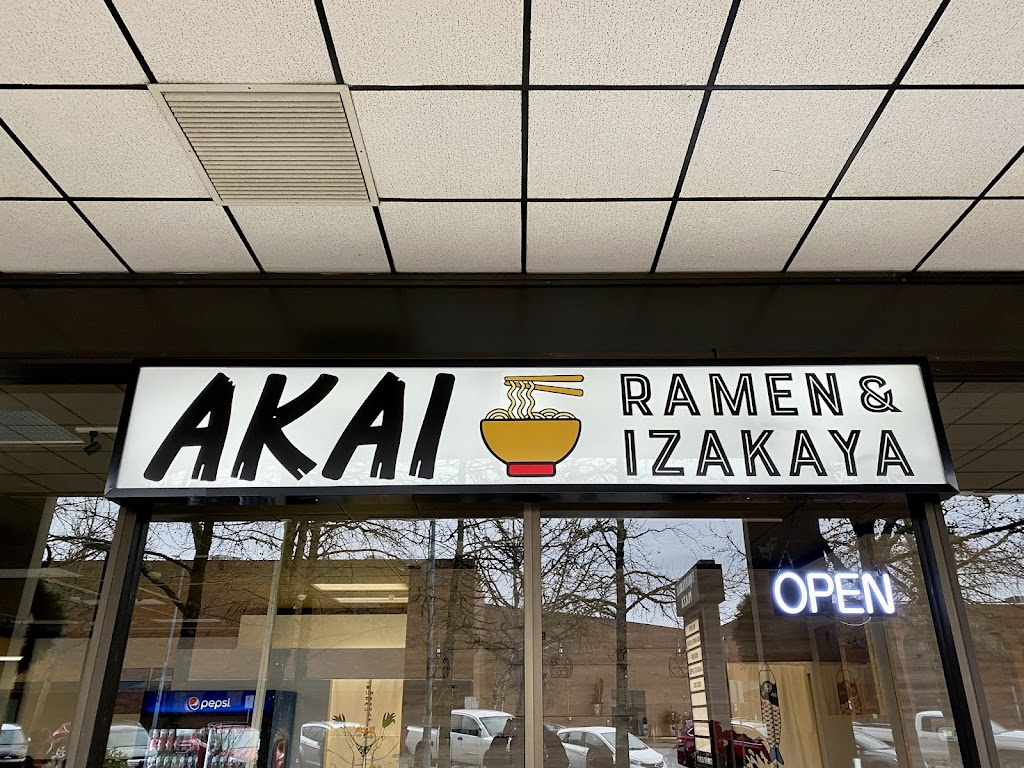 AKAI
RAMEN &
IZAKAYA
OPEN
pepsi